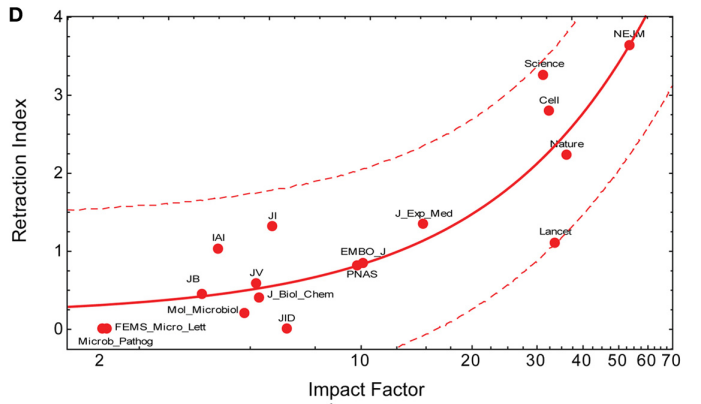 D
4
NEJM
Science
3
Cell
Nature
2
J_Exp_Med
JI
Lancet
IAI
1
EMBO_J
PNAS
JV
JB
J_Biol_Chem
Mol_Microbiol
JID
FEMS_Micro_Lett
0
Microb_Pathog
Retraction Index
2 10 20 30 40 50 60 70
Impact Factor